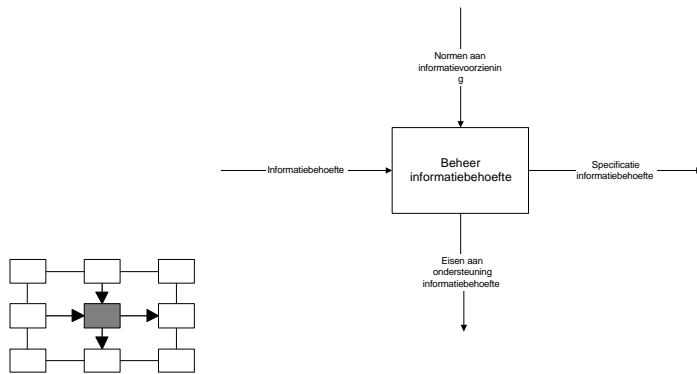 Normen aan
informatievoorzienin
g
Informatiebehoefte
Beheer
informatiebehoefte
Specificatie
informatiebehoefte
Eisen aan
ondersteuning
informatiebehoefte